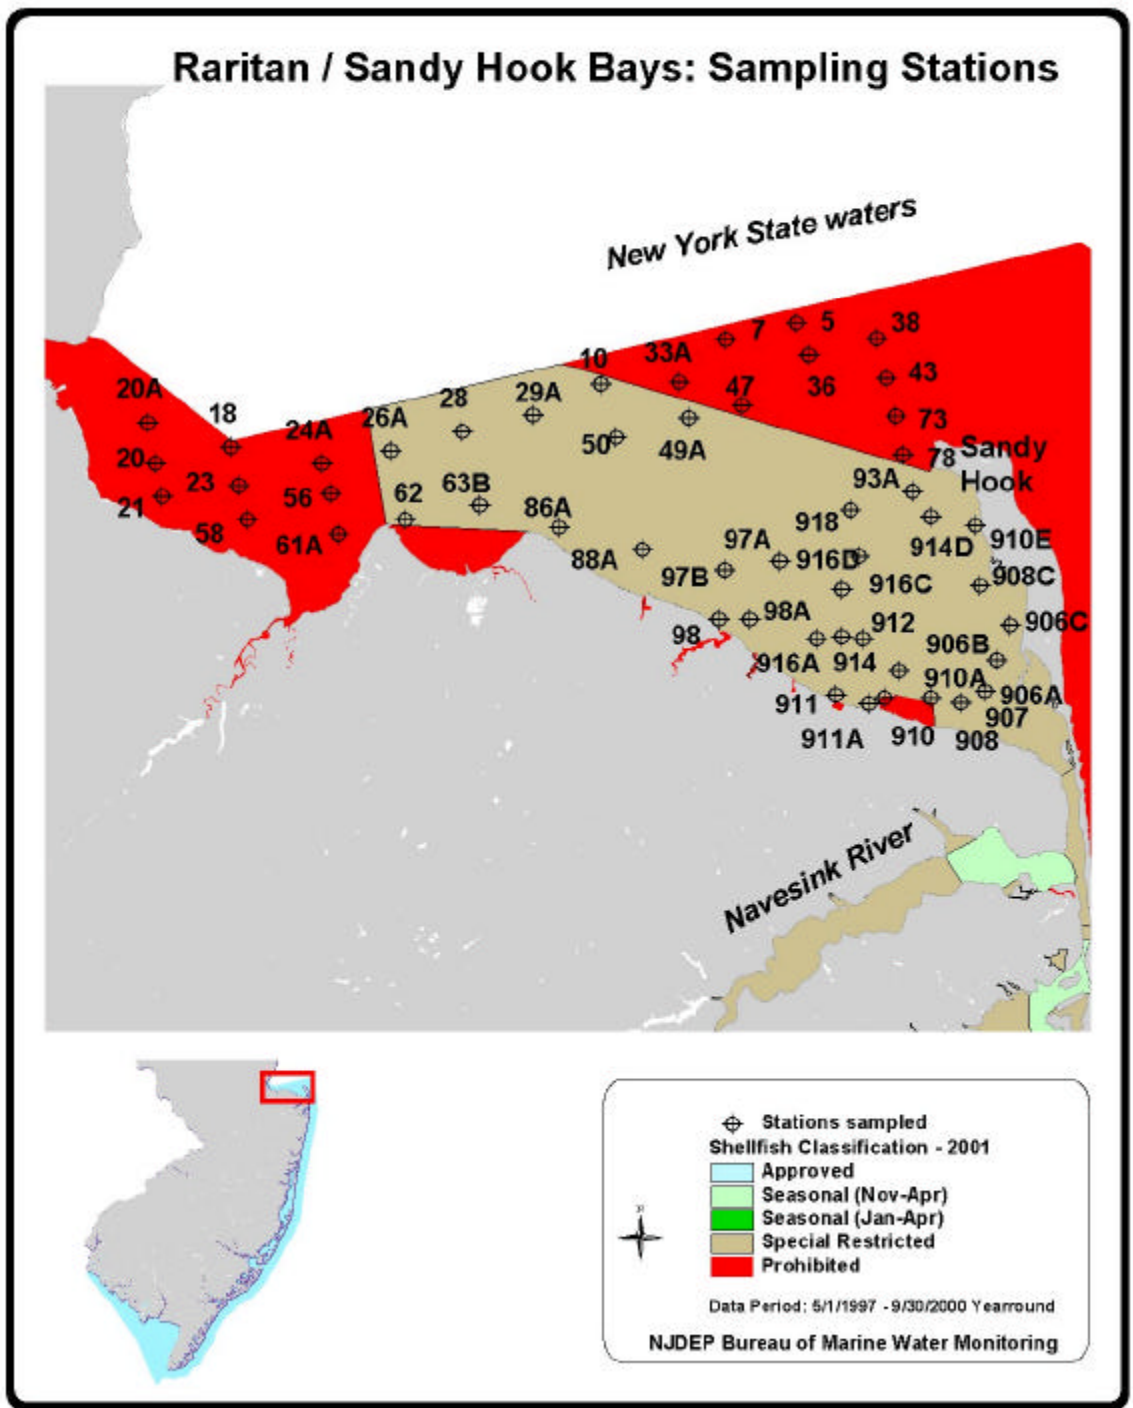 Raritan / Sandy Hook Bays: Sampling Stations
New York State waters
5
7
38
10
33A
36
43
20A
28
29A
47
18
26A
73
24A
50
49A
78
Sandy
Hook
20
23
63B
93A
56
62
21
86A
918
58
61A
97A
914D
910E
88A
916D
97B
916C
908C
98A
912
906C
98
906B
916A
914
910A
906A
911
907
911A
910
908
Navesink River
Stations sampled
Shellfish Classification - 2001
Approved
Seasonal (Nov-Apr)
Seasonal (Jan-Apr)
Special Restricted
Prohibited
Data Period: 5/1/1997 - 9/30/2000 Yearround
NJDEP Bureau of Marine Water Monitoring